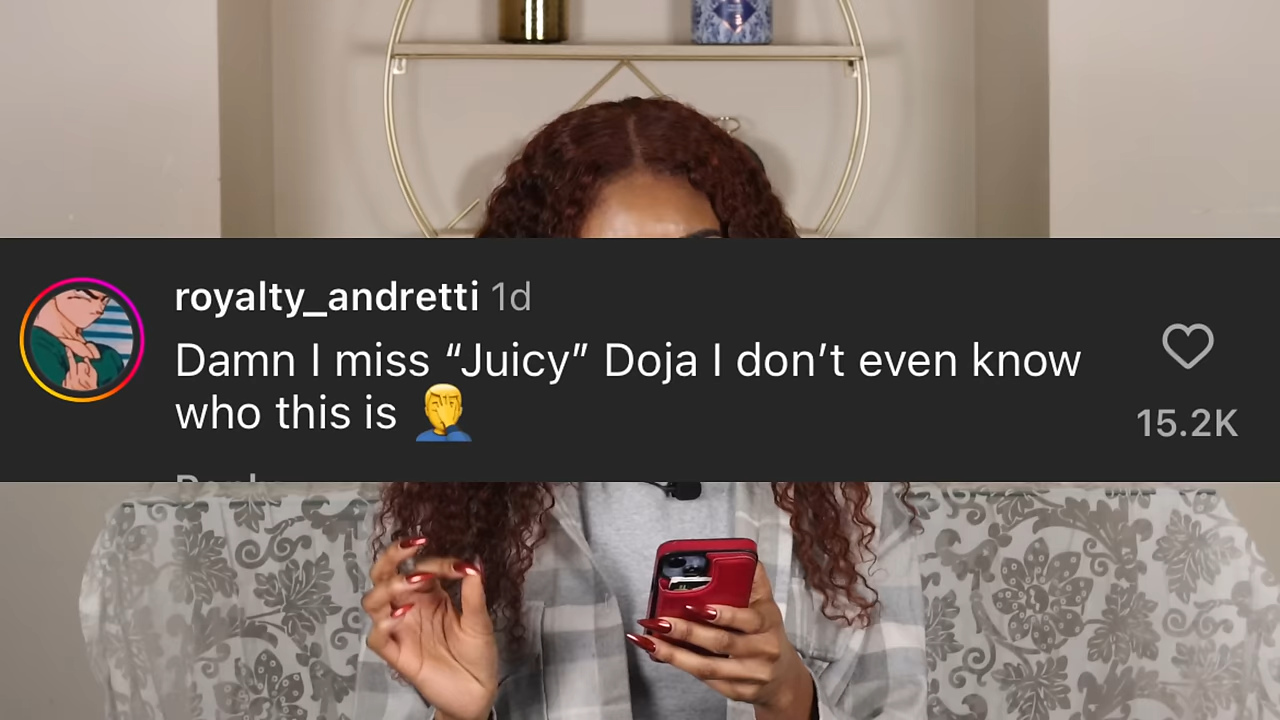 royalty_andretti 1d
Damn I miss “Juicy” Doja I don’t even know
who this is 🤦‍♂️
15.2K